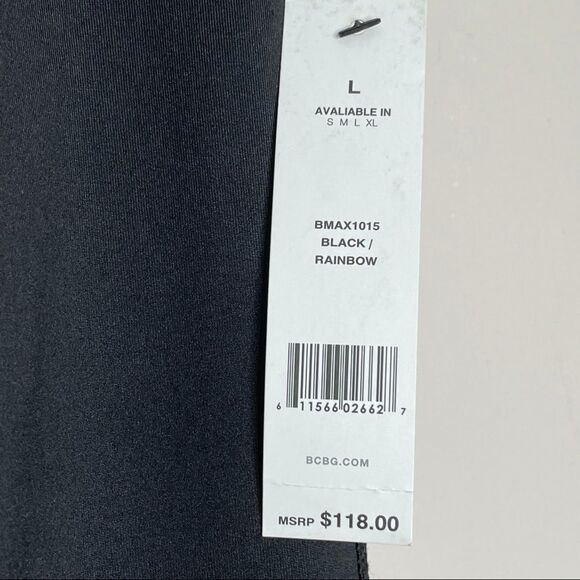 L
AVALIABLE IN
S M L XL
BMAX1015
BLACK /
RAINBOW
6 11566 02662 7
BCBG.COM
MSRP $118.00